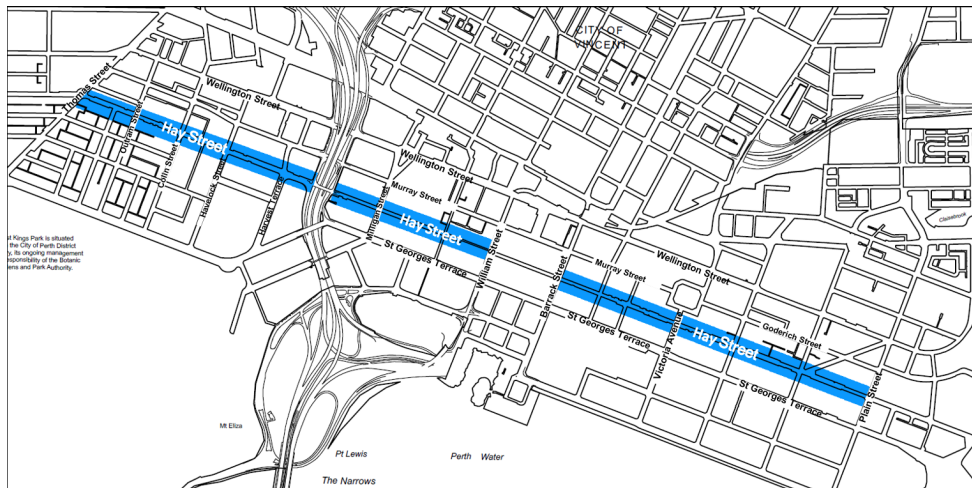 CITY OF
VINCENT
Thomas Street
Wellington Street
Outram Street
Hay Street
Colin Street
Havelock Street
Harvest Terrace
Wellington Street
Murray Street
Milligan Street
Hay Street
St Georges Terrace
William Street
Wellington Street
Murray Street
Barrack Street
St Georges Terrace
Victoria Avenue
Hay Street
Goderich Street
St Georges Terrace
Plain Street
Claisebrook
st Kings Park is situated
the City of Perth District
y, its ongoing management
esponsibility of the Botanic
ens and Park Authority.
Mt Eliza
Pt Lewis
Perth Water
The Narrows